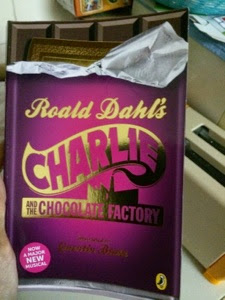 Roald Dahl's
CHARLIE
AND THE
CHOCOLATE FACTORY
NOW
A MAJOR
NEW
MUSICAL